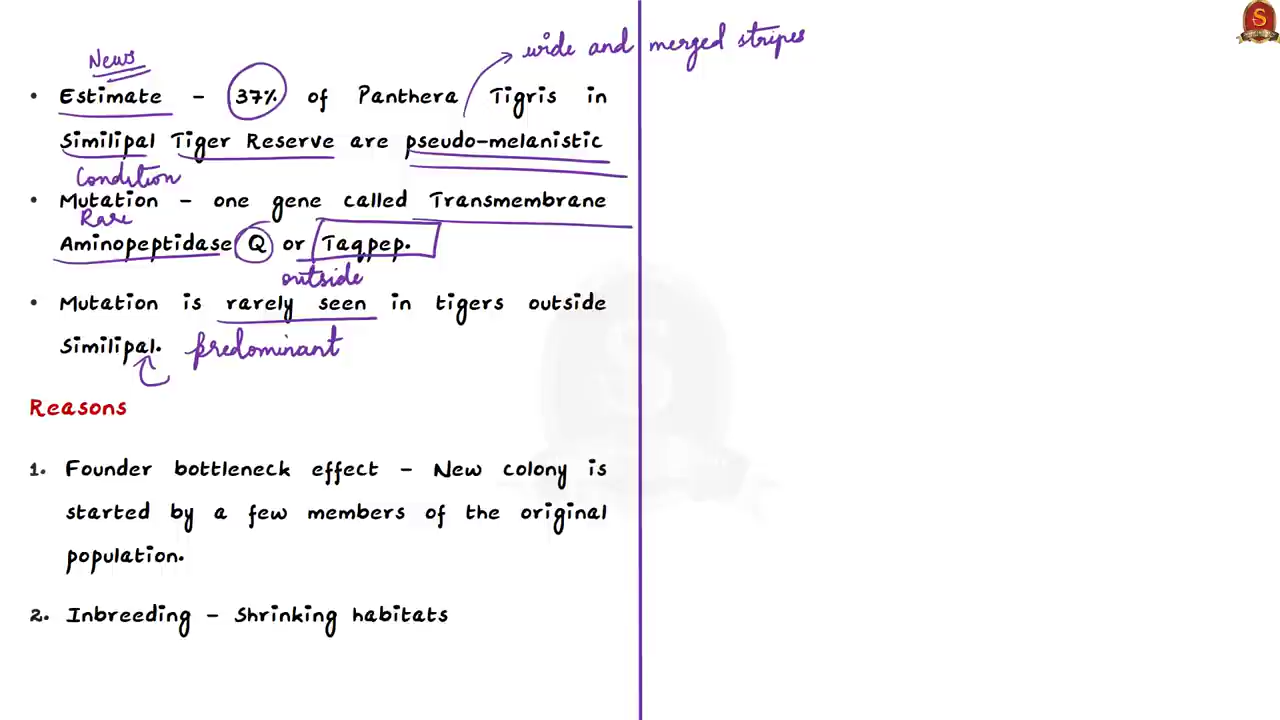 News
wide and merged stripes
• Estimate - 37% of Panthera Tigris in
Similipal Tiger Reserve are pseudo-melanistic
Condition
• Mutation - one gene called Transmembrane
Rare
Aminopeptidase Q or Taqpep.
outside
• Mutation is rarely seen in tigers outside
Similipal. predominant
Reasons
1. Founder bottleneck effect - New colony is
started by a few members of the original
population.
2. Inbreeding - Shrinking habitats